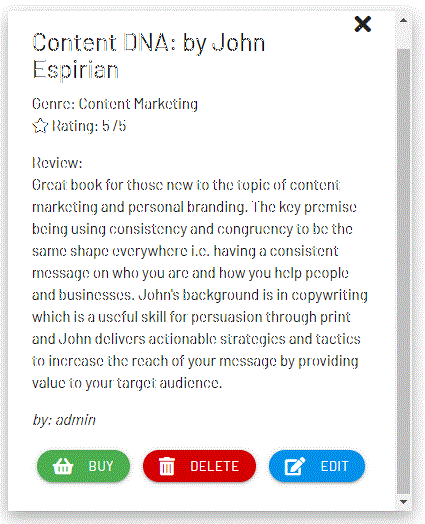 Content DNA: by John
Espirian
Genre: Content Marketing
Rating: 5 /5
Review:
Great book for those new to the topic of content
marketing and personal branding. The key premise
being using consistency and congruency to be the
same shape everywhere i.e. having a consistent
message on who you are and how you help people
and businesses. John's background is in copywriting
which is a useful skill for persuasion through print
and John delivers actionable strategies and tactics
to increase the reach of your message by providing
value to your target audience.
by: admin
BUY DELETE EDIT